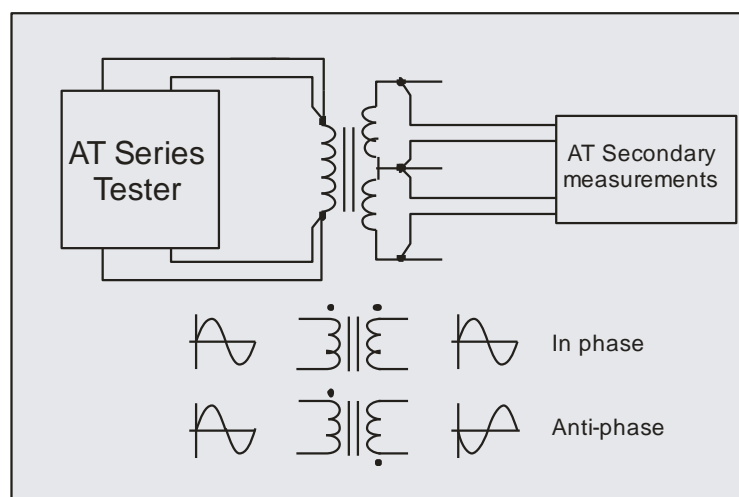 AT Series
Tester
AT Secondary
measurements
In phase
Anti-phase